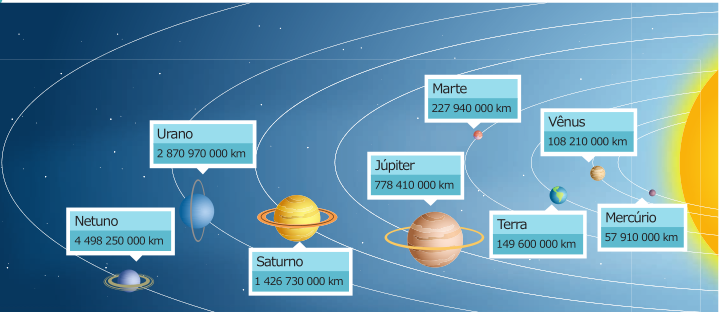 Marte
227 940 000 km
Vênus
108 210 000 km
Urano
2 870 970 000 km
Júpiter
778 410 000 km
Netuno
4 498 250 000 km
Terra
149 600 000 km
Mercúrio
57 910 000 km
Saturno
1 426 730 000 km